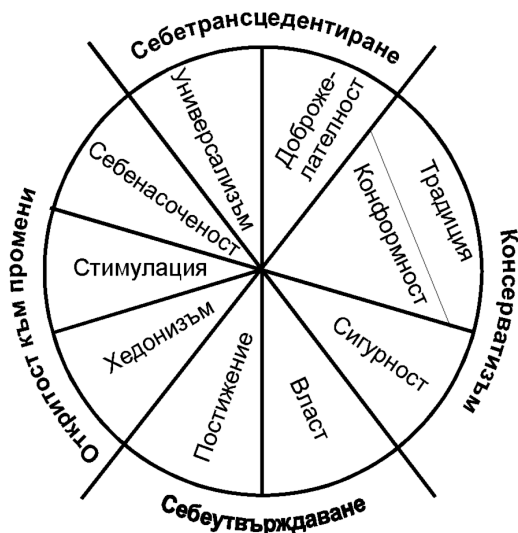 Себетрансцедентиране
Универсализъм
Доброже-
лателност
Себенасоченост
Конформност
Традиция
Стимулация
Хедонизъм
Сигурност
Постижение
Власт
Откритост към промени
Консерватизъм
Себеутвърждаване